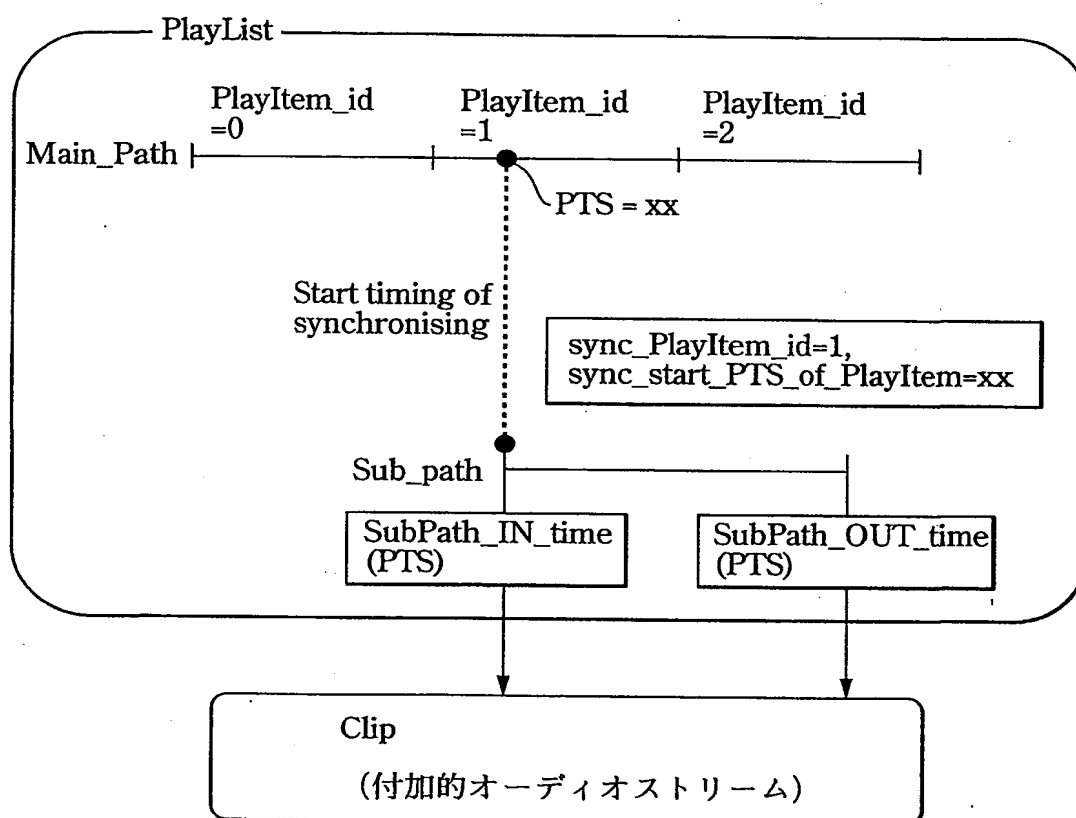 PlayList
PlayItem_id
=0
PlayItem_id
=1
PlayItem_id
=2
Main_Path
PTS = xx
Start timing of
synchronising
sync_PlayItem_id=1,
sync_start_PTS_of_PlayItem=xx
Sub_path
SubPath_IN_time
(PTS)
SubPath_OUT_time
(PTS)
Clip
(付加的オーディオストリーム)